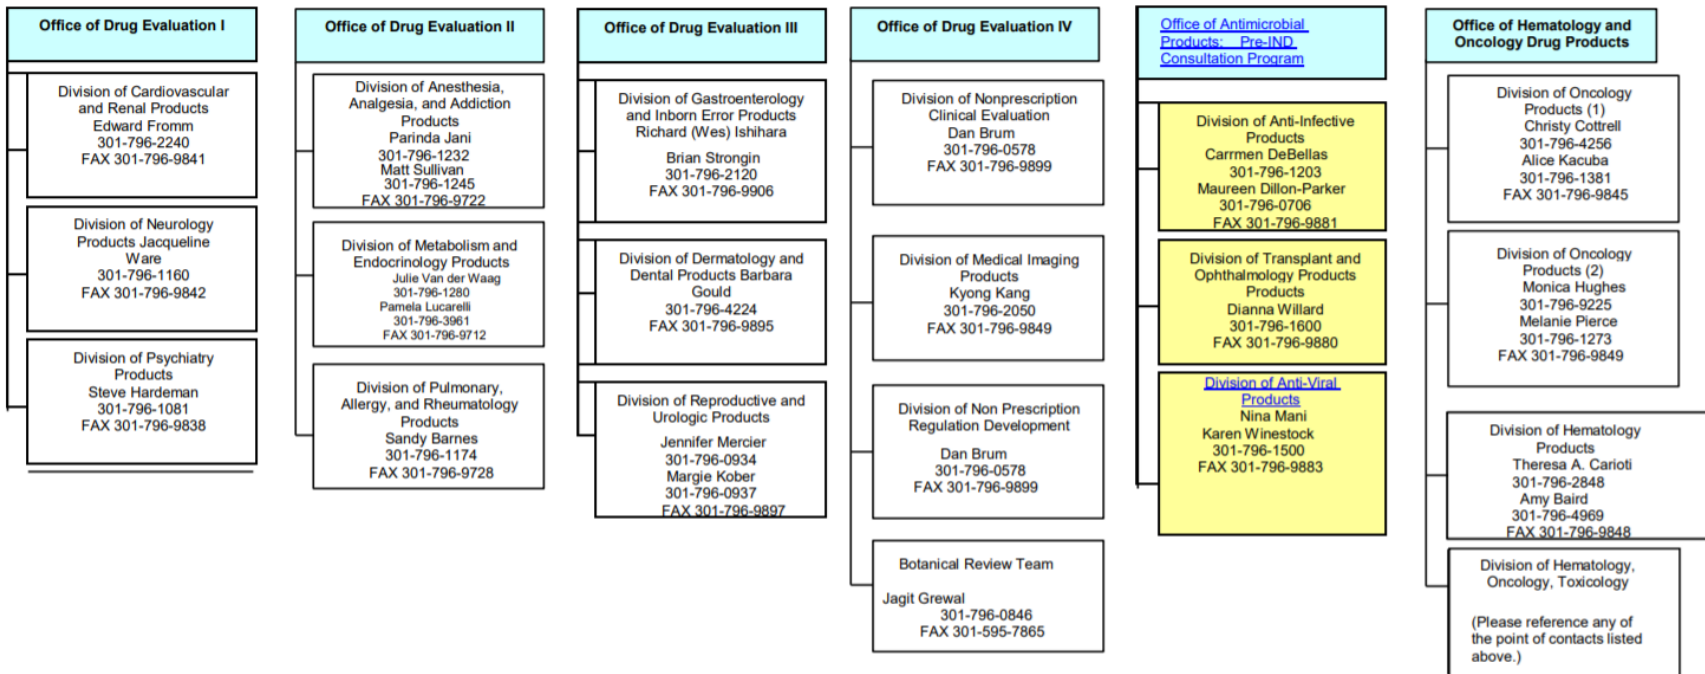 Office of Drug Evaluation I
Division of Cardiovascular
and Renal Products
Edward Fromm
301-796-2240
FAX 301-796-9841
Division of Neurology
Products Jacqueline
Ware
301-796-1160
FAX 301-796-9842
Division of Psychiatry
Products
Steve Hardeman
301-796-1081
FAX 301-796-9838
Office of Drug Evaluation II
Division of Anesthesia,
Analgesia, and Addiction
Products
Parinda Jani
301-796-1232
Matt Sullivan
301-796-1245
FAX 301-796-9722
Division of Metabolism and
Endocrinology Products
Julie Van der Waag
301-796-1280
Pamela Lucarelli
301-796-3961
FAX 301-796-9712
Division of Pulmonary,
Allergy, and Rheumatology
Products
Sandy Barnes
301-796-1174
FAX 301-796-9728
Office of Drug Evaluation III
Division of Gastroenterology
and Inborn Error Products
Richard (Wes) Ishihara
Brian Strongin
301-796-2120
FAX 301-796-9906
Division of Dermatology and
Dental Products Barbara
Gould
301-796-4224
FAX 301-796-9895
Division of Reproductive and
Urologic Products
Jennifer Mercier
301-796-0934
Margie Kober
301-796-0937
FAX 301-796-9897
Office of Drug Evaluation IV
Division of Nonprescription
Clinical Evaluation
Dan Brum
301-796-0578
FAX 301-796-9899
Division of Medical Imaging
Products
Kyong Kang
301-796-2050
FAX 301-796-9849
Division of Non Prescription
Regulation Development
Dan Brum
301-796-0578
FAX 301-796-9899
Botanical Review Team
Jagit Grewal
301-796-0846
FAX 301-595-7865
Office of Antimicrobial
Products: Pre-IND
Consultation Program
Division of Anti-Infective
Products
Carrmen DeBellas
301-796-1203
Maureen Dillon-Parker
301-796-0706
FAX 301-796-9881
Division of Transplant and
Ophthalmology Products
Products
Dianna Willard
301-796-1600
FAX 301-796-9880
Division of Anti-Viral
Products
Nina Mani
Karen Winestock
301-796-1500
FAX 301-796-9883
Office of Hematology and
Oncology Drug Products
Division of Oncology
Products (1)
Christy Cottrell
301-796-4256
Alice Kacuba
301-796-1381
FAX 301-796-9845
Division of Oncology
Products (2)
Monica Hughes
301-796-9225
Melanie Pierce
301-796-1273
FAX 301-796-9849
Division of Hematology
Products
Theresa A. Carioti
301-796-2848
Amy Baird
301-796-4969
FAX 301-796-9848
Division of Hematology,
Oncology, Toxicology
(Please reference any of
the point of contacts listed
above.)